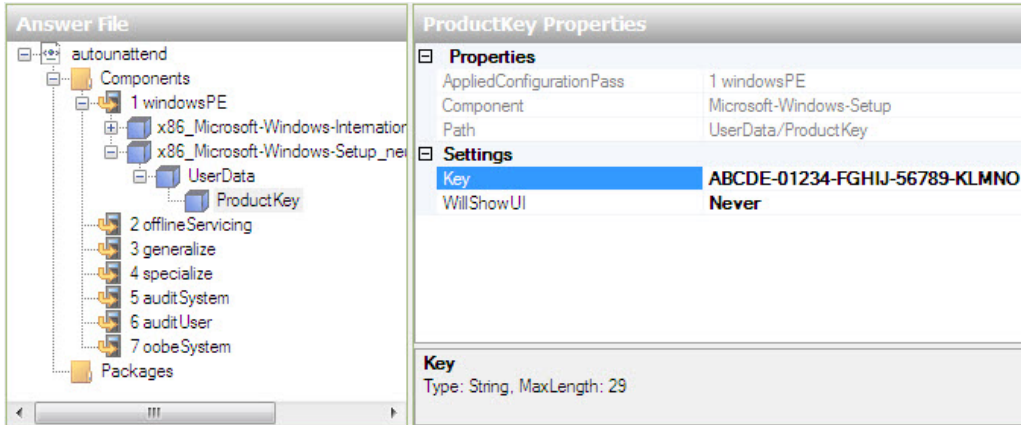 Answer File
autounattend
Components
1 windowsPE
x86_Microsoft-Windows-Internation
x86_Microsoft-Windows-Setup_neu
UserData
ProductKey
2 offlineServicing
3 generalize
4 specialize
5 auditSystem
6 auditUser
7 oobeSystem
Packages
ProductKey Properties
Properties
AppliedConfigurationPass 1 windowsPE
Component Microsoft-Windows-Setup
Path UserData/ProductKey
Settings
Key ABCDE-01234-FGHIJ-56789-KLMNO
WillShowUI Never
Key
Type: String, MaxLength: 29